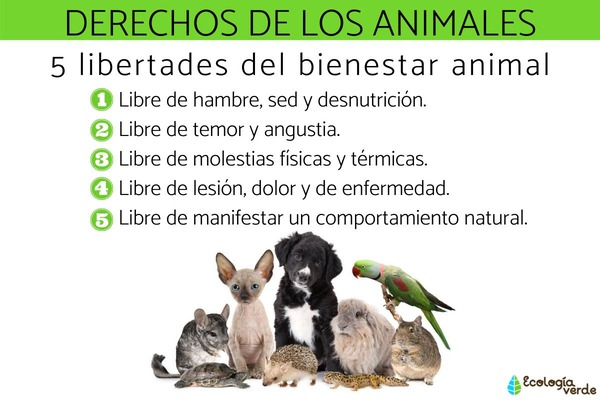 DERECHOS DE LOS ANIMALES
5 libertades del bienestar animal
1 Libre de hambre, sed y desnutrición.
2 Libre de temor y angustia.
3 Libre de molestias físicas y térmicas.
4 Libre de lesión, dolor y de enfermedad.
5 Libre de manifestar un comportamiento natural.
Ecología
verde